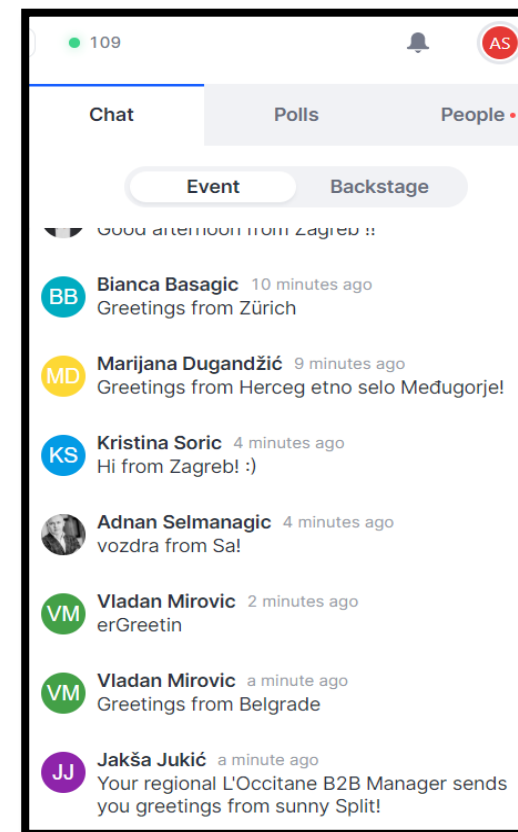 109
AS
Chat Polls People
Event Backstage
Good afternoon from Zagreb !!
BB
Bianca Basagic 10 minutes ago
Greetings from Zürich
MD
Marijana Dugandžić 9 minutes ago
Greetings from Herceg etno selo Međugorje!
KS
Kristina Soric 4 minutes ago
Hi from Zagreb! :)
Adnan Selmanagic 4 minutes ago
vozdra from Sa!
VM
Vladan Mirovic 2 minutes ago
erGreetin
VM
Vladan Mirovic a minute ago
Greetings from Belgrade
JJ
Jakša Jukić a minute ago
Your regional L'Occitane B2B Manager sends
you greetings from sunny Split!